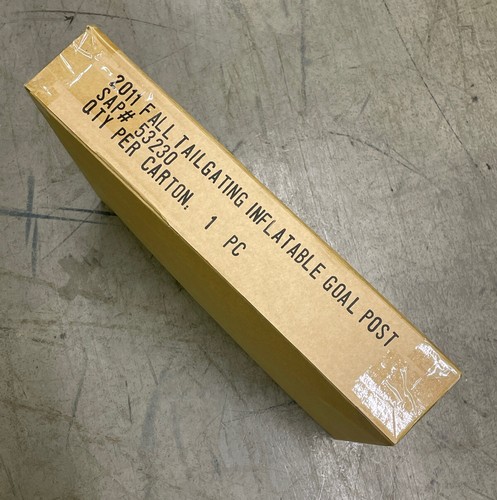 2011 FALL TAILGATING INFLATABLE GOAL POST
SAP# 53230
QTY PER CARTON: 1 PC